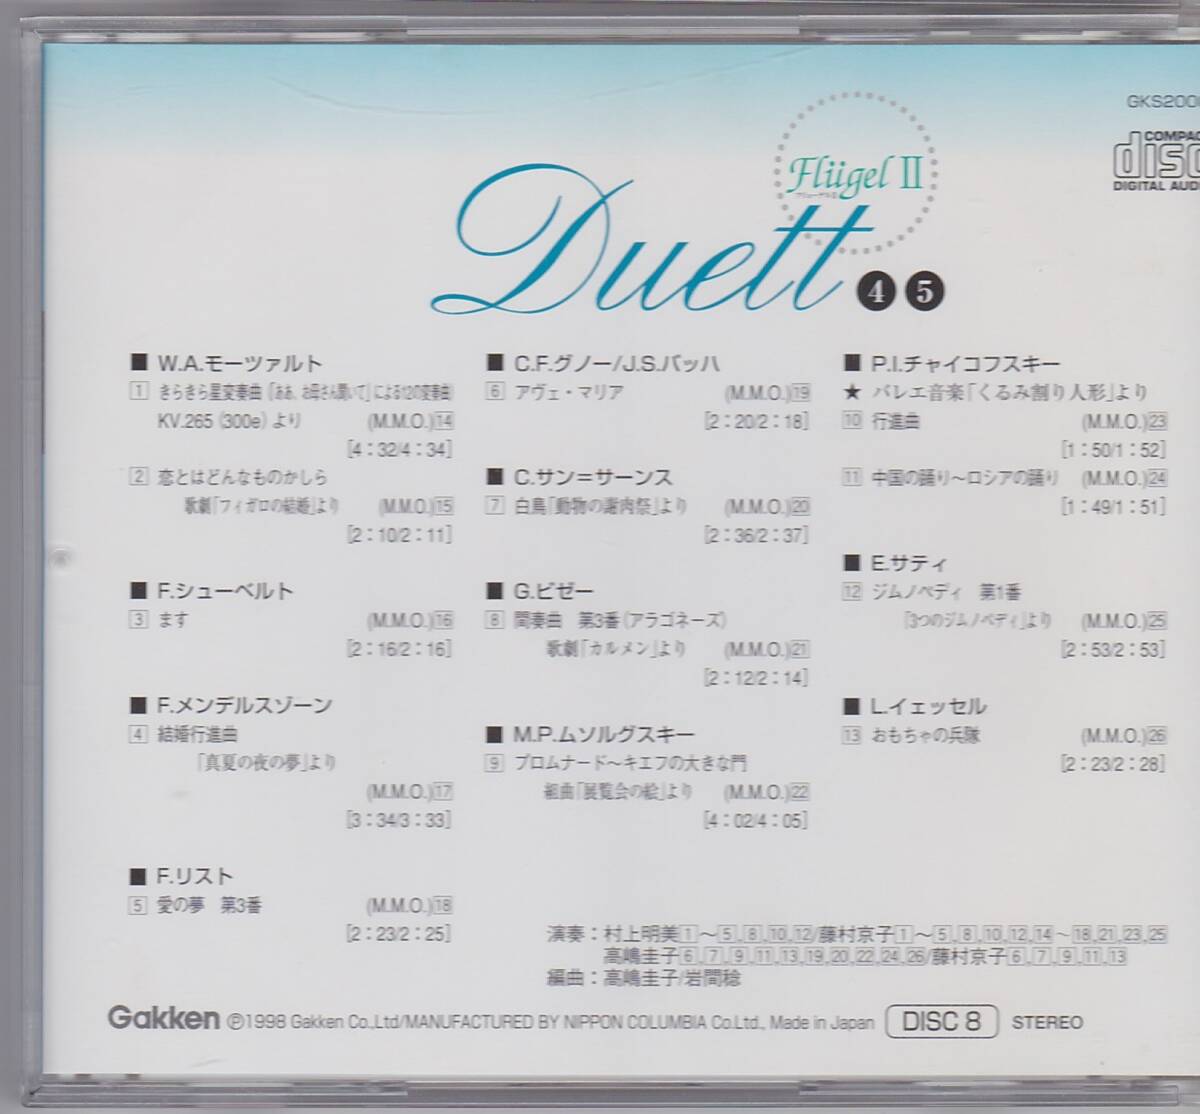 GKS200
COMPAC
disc
DIGITAL AUD
Flügel II
フリューゲルⅡ
Duett 4 5
■ W.A.モーツァルト
1 きらきら星変奏曲(「ああ、お母さん聞いて」による12の変奏曲)
KV.265 (300e) より (M.M.O.)14
[4:32/4:34]
2 恋とはどんなものかしら
歌劇「フィガロの結婚」より (M.M.O.)15
[2:10/2:11]
■ F.シューベルト
3 ます (M.M.O.)16
[2:16/2:16]
■ F.メンデルスゾーン
4 結婚行進曲
「真夏の夜の夢」より
(M.M.O.)17
[3:34/3:33]
■ F.リスト
5 愛の夢 第3番 (M.M.O.)18
[2:23/2:25]
■ C.F.グノー/J.S.バッハ
6 アヴェ・マリア (M.M.O.)19
[2:20/2:18]
■ C.サン=サーンス
7 白鳥「動物の謝肉祭」より (M.M.O.)20
[2:36/2:37]
■ G.ビゼー
8 間奏曲 第3番(アラゴネーズ)
歌劇「カルメン」より (M.M.O.)21
[2:12/2:14]
■ M.P.ムソルグスキー
9 プロムナード〜キエフの大きな門
組曲「展覧会の絵」より (M.M.O.)22
[4:02/4:05]
■ P.I.チャイコフスキー
★ バレエ音楽「くるみ割り人形」より
10 行進曲 (M.M.O.)23
[1:50/1:52]
11 中国の踊り〜ロシアの踊り (M.M.O.)24
[1:49/1:51]
■ E.サティ
12 ジムノペディ 第1番
「3つのジムノペディ」より (M.M.O.)25
[2:53/2:53]
■ L.イェッセル
13 おもちゃの兵隊 (M.M.O.)26
[2:23/2:28]
演奏:村上明美1〜5,8,10,12/藤村京子1〜5,8,10,12,14〜18,21,23,25
高嶋圭子6,7,9,11,13,19,20,22,24,26/藤村京子6,7,9,11,13
編曲:高嶋圭子/岩間稔
Gakken ℗1998 Gakken Co.,Ltd/MANUFACTURED BY NIPPON COLUMBIA Co.Ltd., Made in Japan DISC 8 STEREO